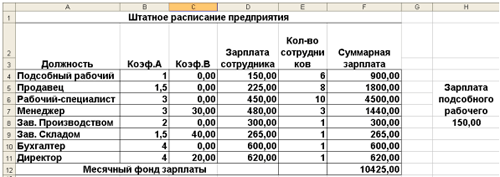 A B C D E F G H
1 Штатное расписание предприятия
2
3 Должность Коэф.А Коэф.В Зарплата сотрудника Кол-во сотрудни ков Суммарная зарплата
4 Подсобный рабочий 1 0,00 150,00 6 900,00
5 Продавец 1,5 0,00 225,00 8 1800,00
6 Рабочий-специалист 3 0,00 450,00 10 4500,00 Зарплата
7 Менеджер 3 30,00 480,00 3 1440,00 подсобного
8 Зав. Производством 2 0,00 300,00 1 300,00 рабочего
9 Зав. Складом 1,5 40,00 265,00 1 265,00 150,00
10 Бухгалтер 4 0,00 600,00 1 600,00
11 Директор 4 20,00 620,00 1 620,00
12 Месячный фонд зарплаты 10425,00